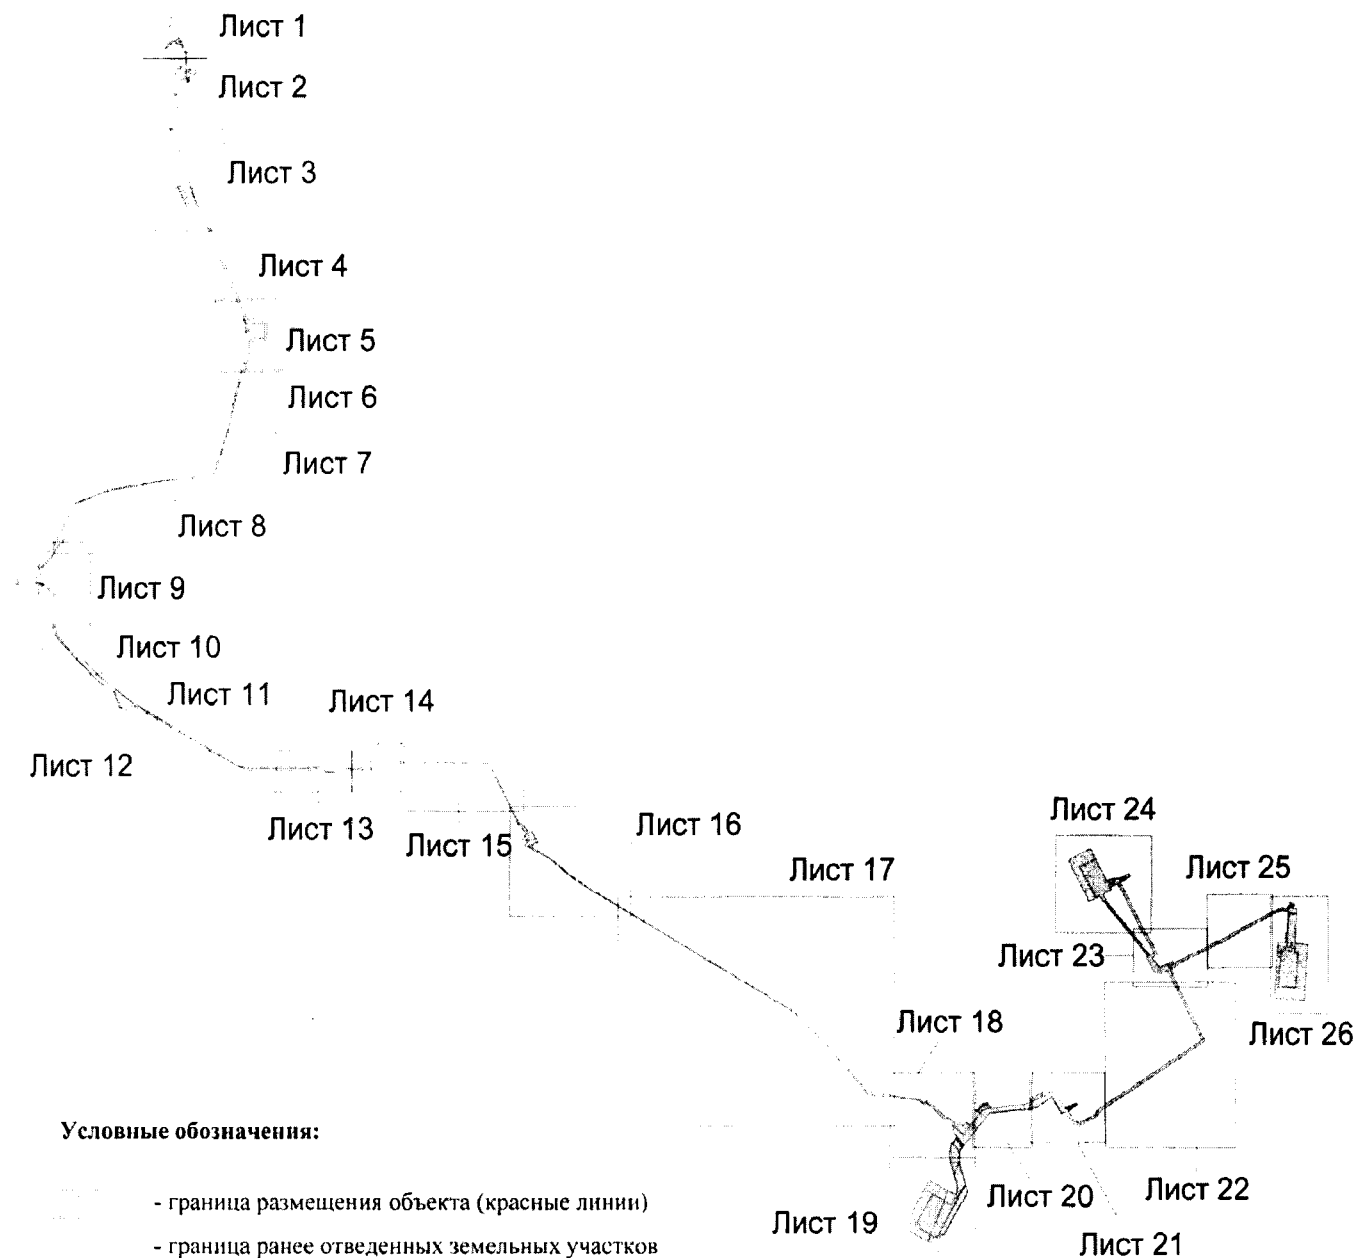 Лист 1
Лист 2
Лист 3
Лист 4
Лист 5
Лист 6
Лист 7
Лист 8
Лист 9
Лист 10
Лист 11
Лист 14
Лист 12
Лист 13
Лист 15
Лист 16
Лист 17
Лист 24
Лист 25
Лист 23
Лист 18
Лист 26
Условные обозначения:
- граница размещения объекта (красные линии)
- граница ранее отведенных земельных участков
Лист 19
Лист 20
Лист 22
Лист 21